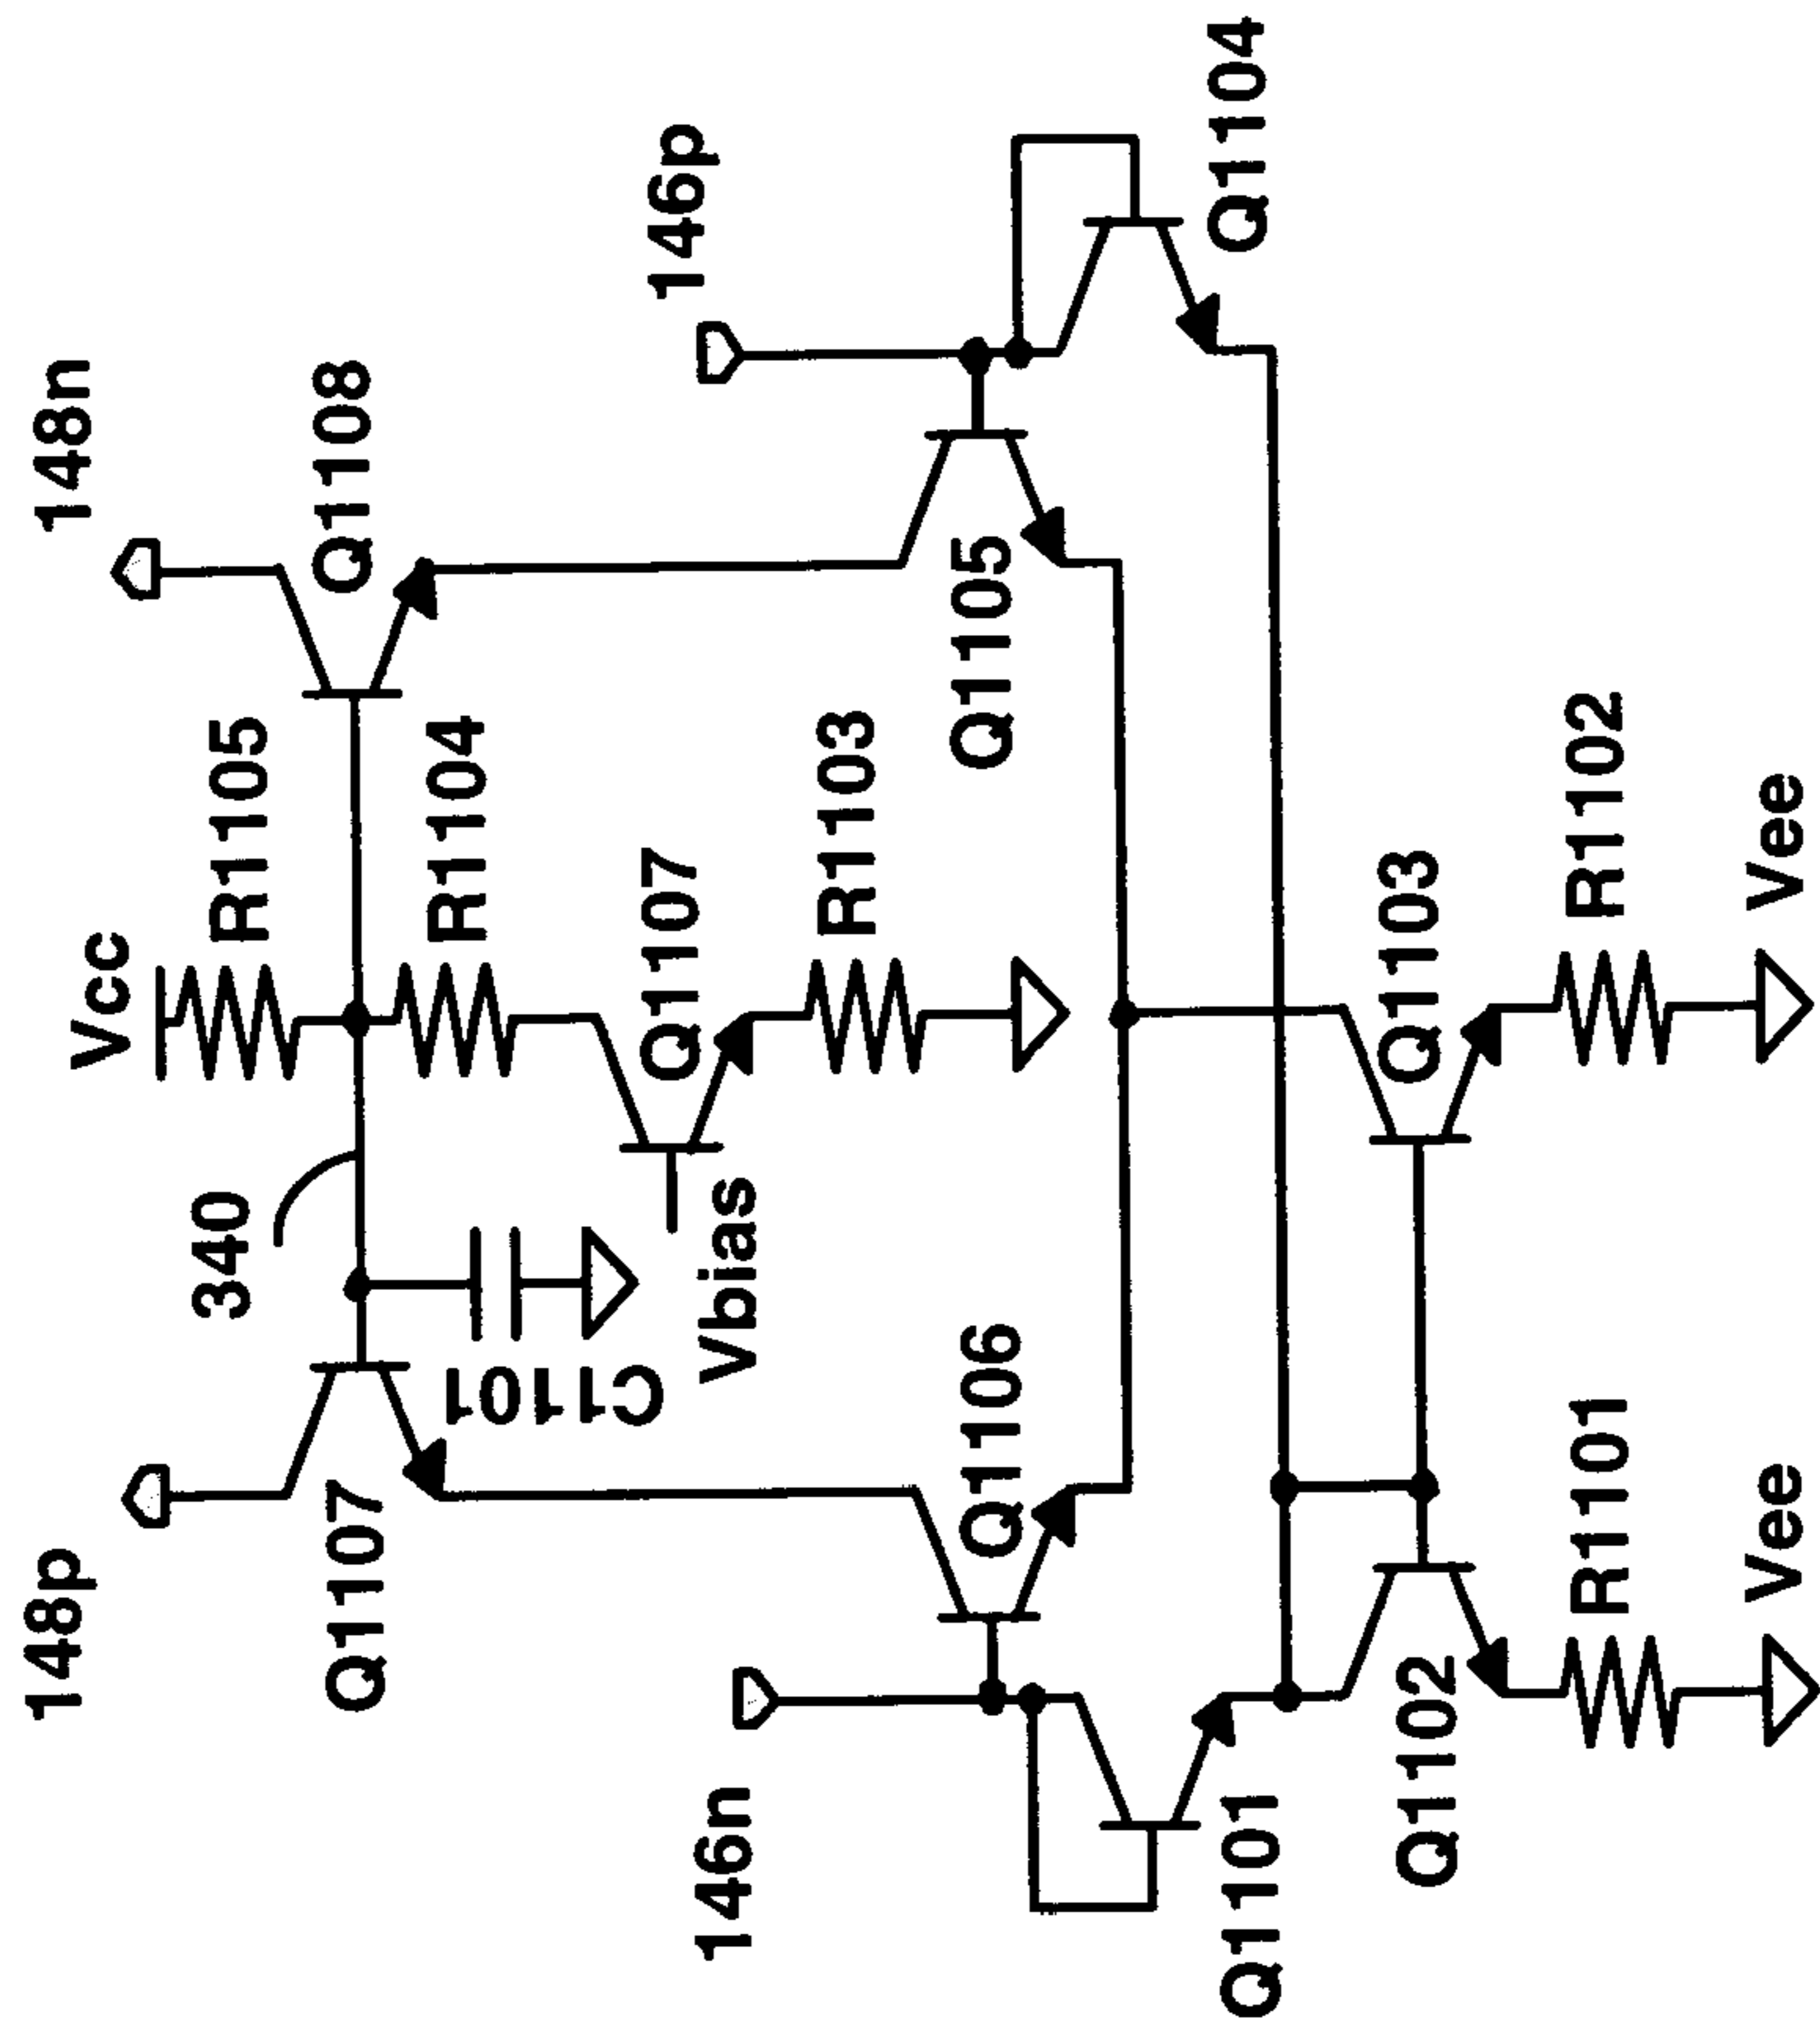 148p
148n
Vcc
Q1107
340
R1105
Q1108
C1101
R1104
Vbias
Q1107
146n
146p
R1103
Q1106
Q1105
Q1101
Q1104
Q1102
Q1103
R1101
R1102
Vee
Vee